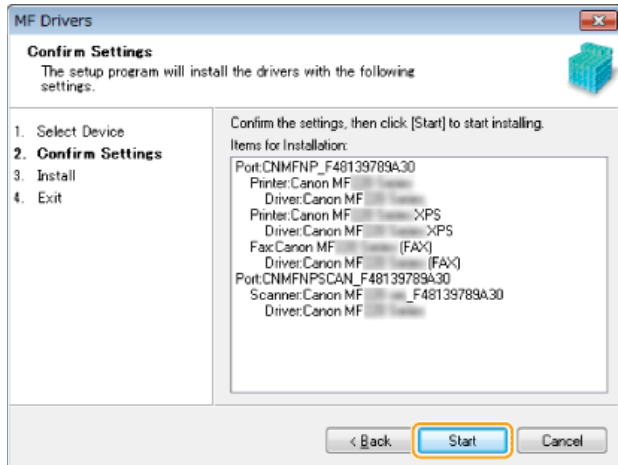 MF Drivers
Confirm Settings
The setup program will install the drivers with the following
settings.
1. Select Device
2. Confirm Settings
3. Install
4. Exit
Confirm the settings, then click [Start] to start installing.
Items for Installation:
Port:CNMFNP_F48139789A30
Printer:Canon MF
Driver:Canon MF
Printer:Canon MF XPS
Driver:Canon MF XPS
Fax:Canon MF (FAX)
Driver:Canon MF (FAX)
Port:CNMFNPSCAN_F48139789A30
Scanner:Canon MF _F48139789A30
Driver:Canon MF
< Back
Start
Cancel